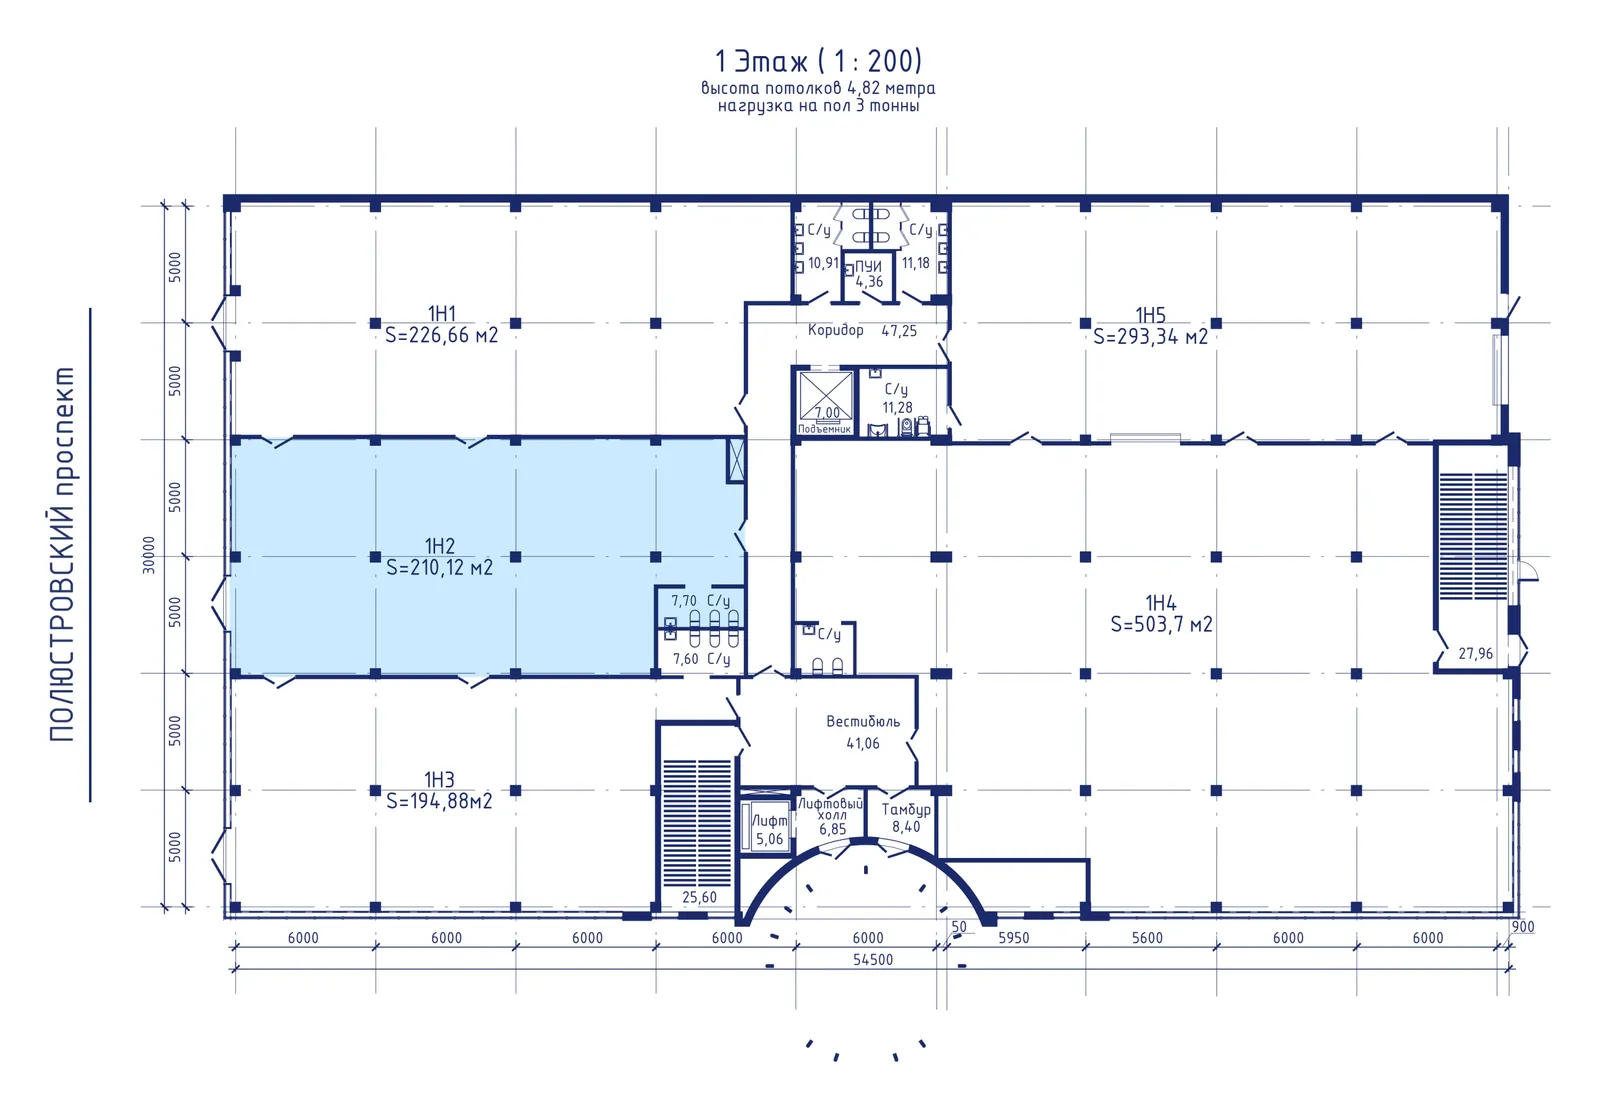 1 Этаж ( 1 : 200)
высота потолков 4,82 метра
нагрузка на пол 3 тонны
ПОЛЮСТРОВСКИЙ проспект
30000
5000
5000
5000
5000
5000
5000
1Н1
S=226,66 м2
С/у
10,91
ПУИ
4,36
С/у
11,18
Коридор 47,25
7,00
Подъемник
С/у
11,28
1Н5
S=293,34 м2
1Н2
S=210,12 м2
7,70 С/у
7,60 С/у
С/у
1Н4
S=503,7 м2
27,96
Вестибюль
41,06
1Н3
S=194,88м2
25,60
Лифт
5,06
Лифтовый
холл
6,85
Тамбур
8,40
6000
6000
6000
6000
6000
50
5950
5600
6000
6000
900
54500